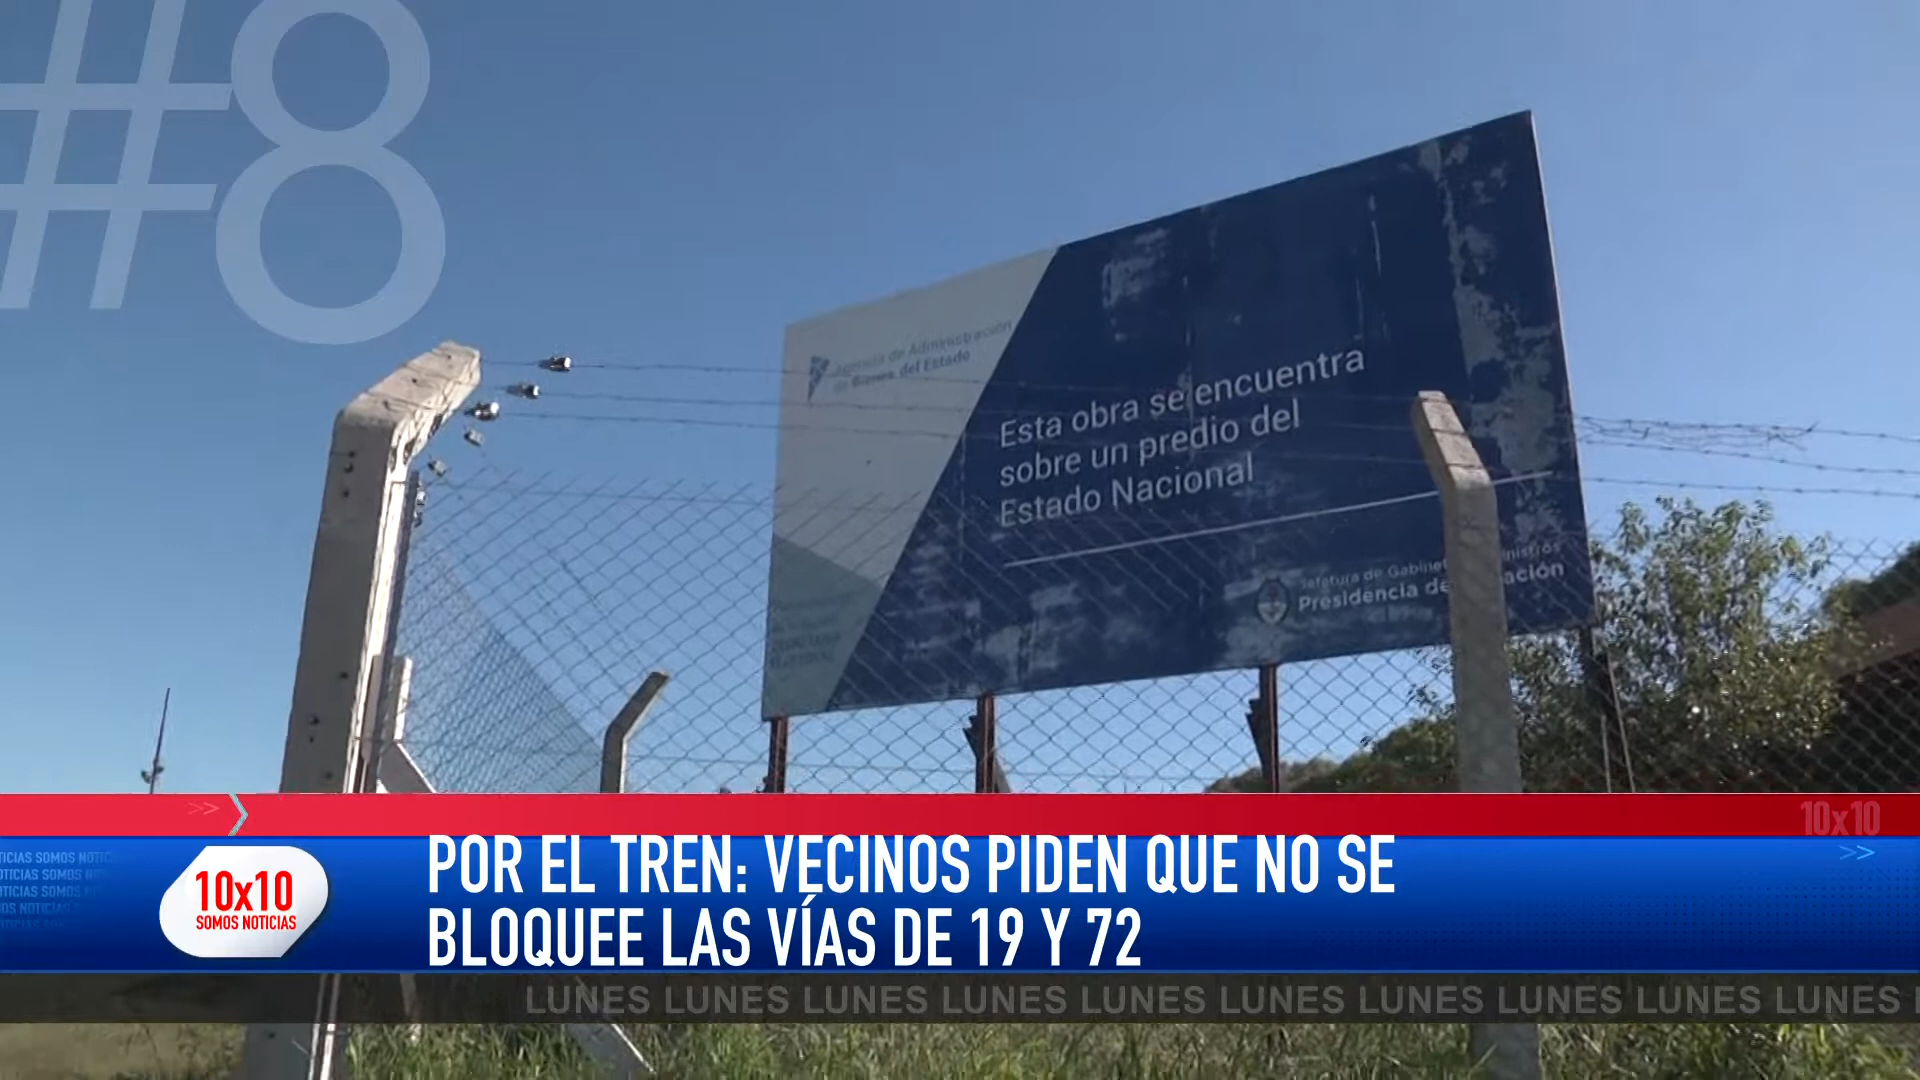 #8
Agencia de Administración
de Bienes del Estado
Esta obra se encuentra
sobre un predio del
Estado Nacional
Jefatura de
Presidencia de
10x10
POR EL TREN: VECINOS PIDEN QUE NO SE
BLOQUEE LAS VÍAS DE 19 Y 72
10x10
SOMOS NOTICIAS
LUNES LUNES LUNES LUNES LUNES LUNES LUNES LUNES LUNES LUNES